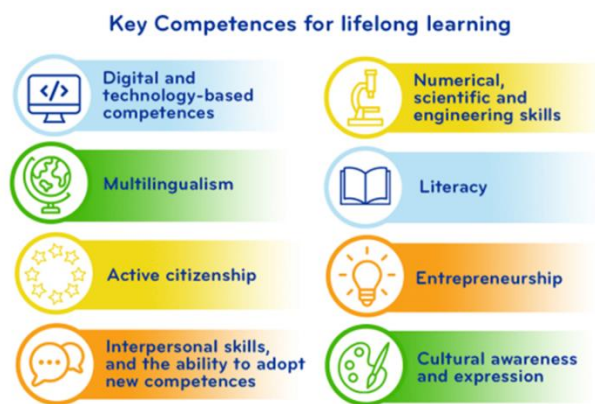 Key Competences for lifelong learning
Digital and
technology-based
competences
Numerical,
scientific and
engineering skills
Multilingualism
Literacy
Active citizenship
Entrepreneurship
Interpersonal skills,
and the ability to adopt
new competences
Cultural awareness
and expression